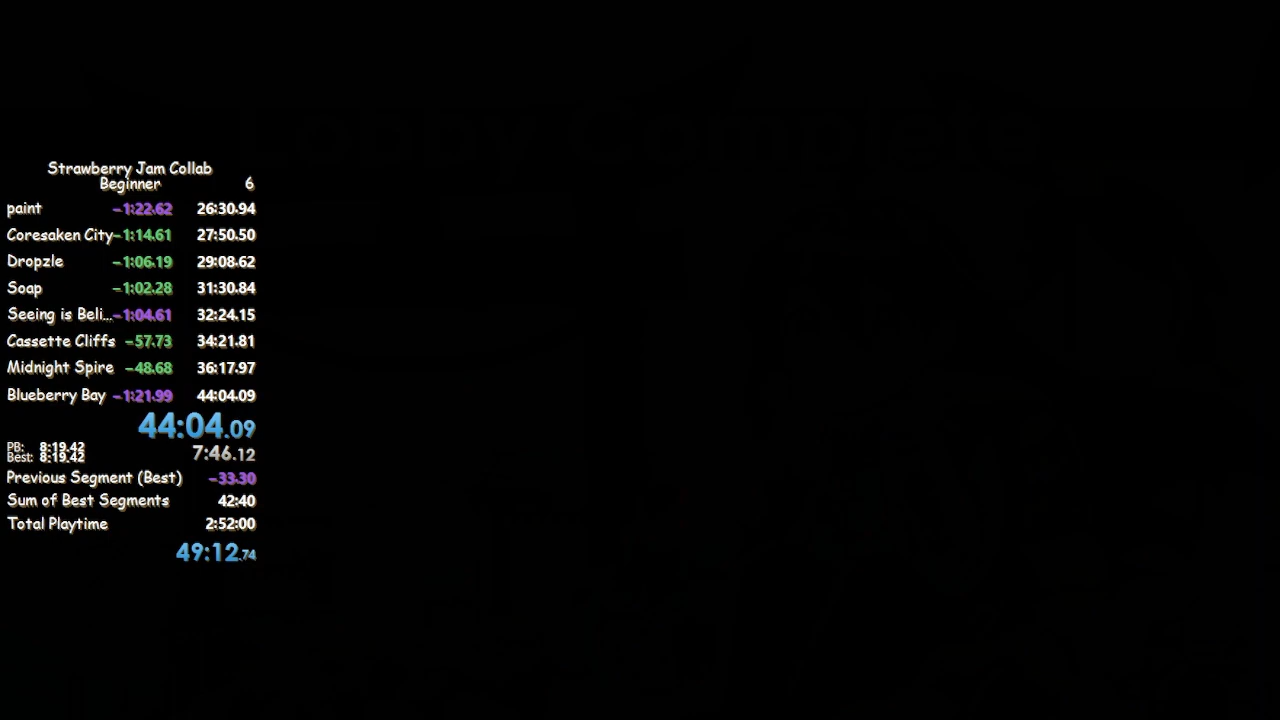 Lobby Complete
Strawberry Jam Collab
Beginner 6
paint -1:22.62 26:30.94
Coresaken City -1:14.61 27:50.50
Dropzle -1:06.19 29:08.62
Soap -1:02.28 31:30.84
Seeing is Beli... -1:04.61 32:24.15
Cassette Cliffs -57.73 34:21.81
Midnight Spire -48.68 36:17.97
Blueberry Bay -1:21.99 44:04.09
44:04.09
PB: 8:19.42 7:46.12
Best: 8:19.42
Previous Segment (Best) -33.30
Sum of Best Segments 42:40
Total Playtime 2:52:00
49:12.74